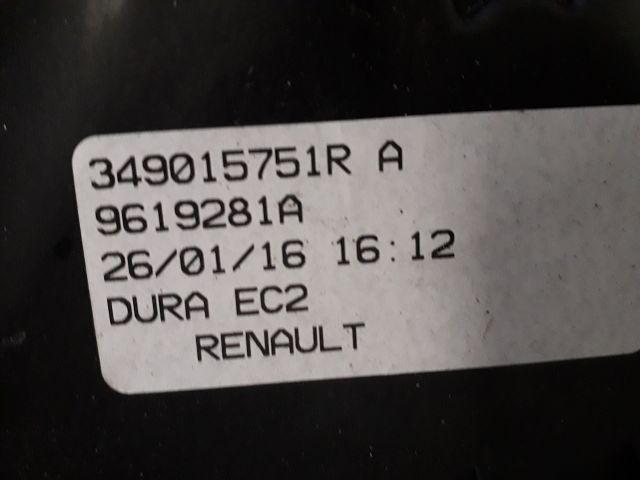 349015751R A
9619281A
26/01/16 16:12
DURA EC2
RENAULT